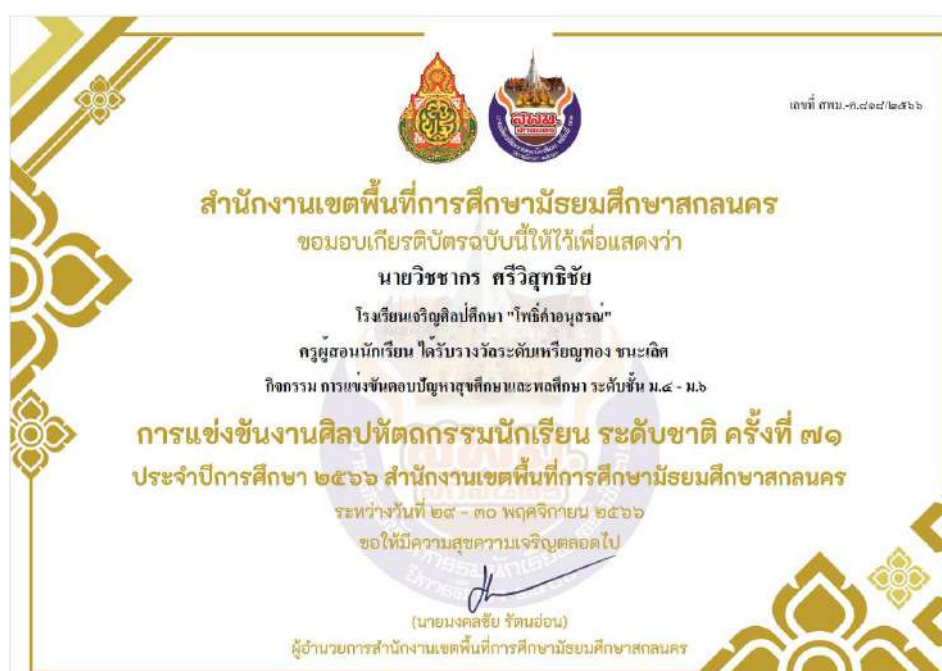 เลขที่ สพม.-ค.๘๑๘/๒๕๖๖
สพม
สำนักงานเขตพื้นที่การศึกษามัธยมศึกษาสกลนคร
ขอมอบเกียรติบัตรฉบับนี้ให้ไว้เพื่อแสดงว่า
นายวิชชากร ศรีวิสุทธิชัย
โรงเรียนเจริญศิลป์ศึกษา "โพธิ์คำอนุสรณ์"
ครูผู้สอนนักเรียน ได้รับรางวัลระดับเหรียญทอง ชนะเลิศ
กิจกรรม การแข่งขันตอบปัญหาสุขศึกษาและพลศึกษา ระดับชั้น ม.๔ - ม.๖
การแข่งขันงานศิลปหัตถกรรมนักเรียน ระดับชาติ ครั้งที่ ๗๑
ประจำปีการศึกษา ๒๕๖๖ สำนักงานเขตพื้นที่การศึกษามัธยมศึกษาสกลนคร
ระหว่างวันที่ ๒๙ - ๓๐ พฤศจิกายน ๒๕๖๖
ขอให้มีความสุขความเจริญตลอดไป
(นายมงคลชัย รัตนอ่อน)
ผู้อำนวยการสำนักงานเขตพื้นที่การศึกษามัธยมศึกษาสกลนคร